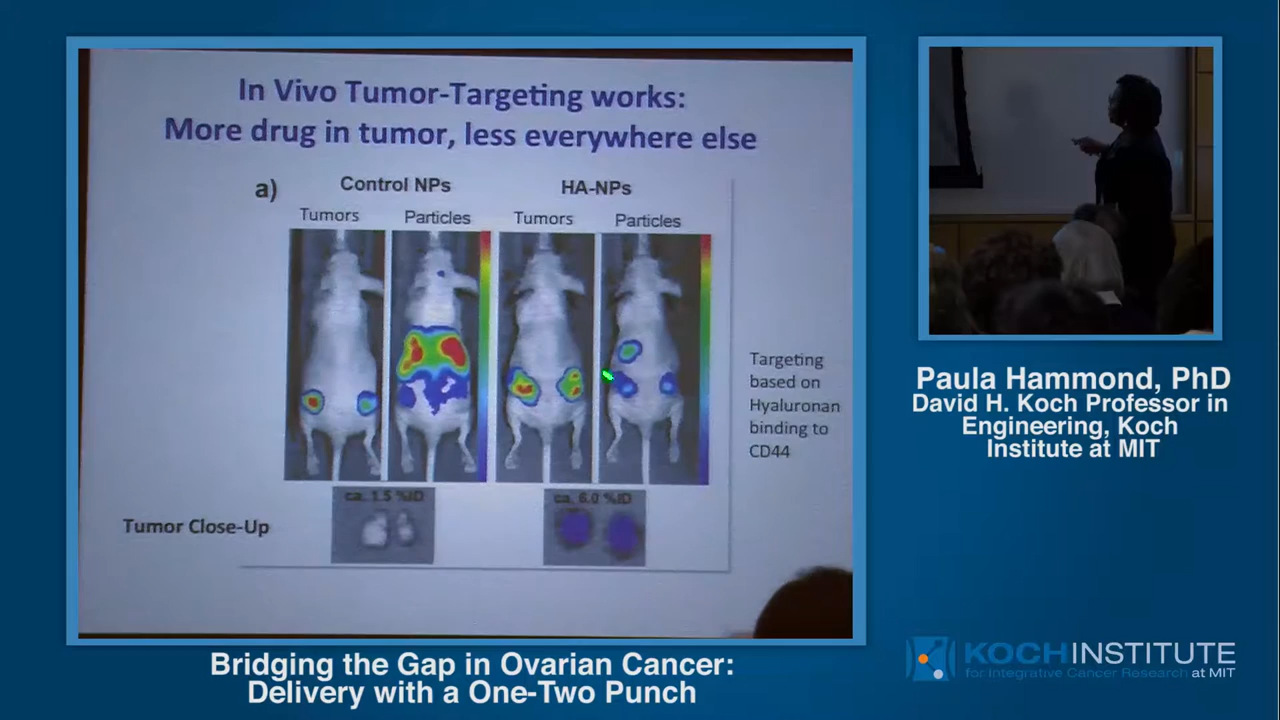 In Vivo Tumor-Targeting works:
More drug in tumor, less everywhere else
a)
Control NPs
HA-NPs
Tumors
Particles
Tumors
Particles
Targeting
based on
Hyaluronan
binding to
CD44
ca. 1.5 %ID
ca. 6.0 %ID
Tumor Close-Up
Paula Hammond, PhD
David H. Koch Professor in
Engineering, Koch
Institute at MIT
Bridging the Gap in Ovarian Cancer:
Delivery with a One-Two Punch
KOCH INSTITUTE
for Integrative Cancer Research at MIT